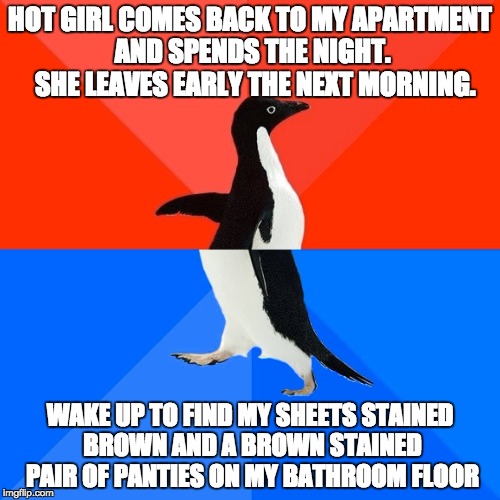 HOT GIRL COMES BACK TO MY APARTMENT
AND SPENDS THE NIGHT.
SHE LEAVES EARLY THE NEXT MORNING.
WAKE UP TO FIND MY SHEETS STAINED
BROWN AND A BROWN STAINED
PAIR OF PANTIES ON MY BATHROOM FLOOR
imgflip.com